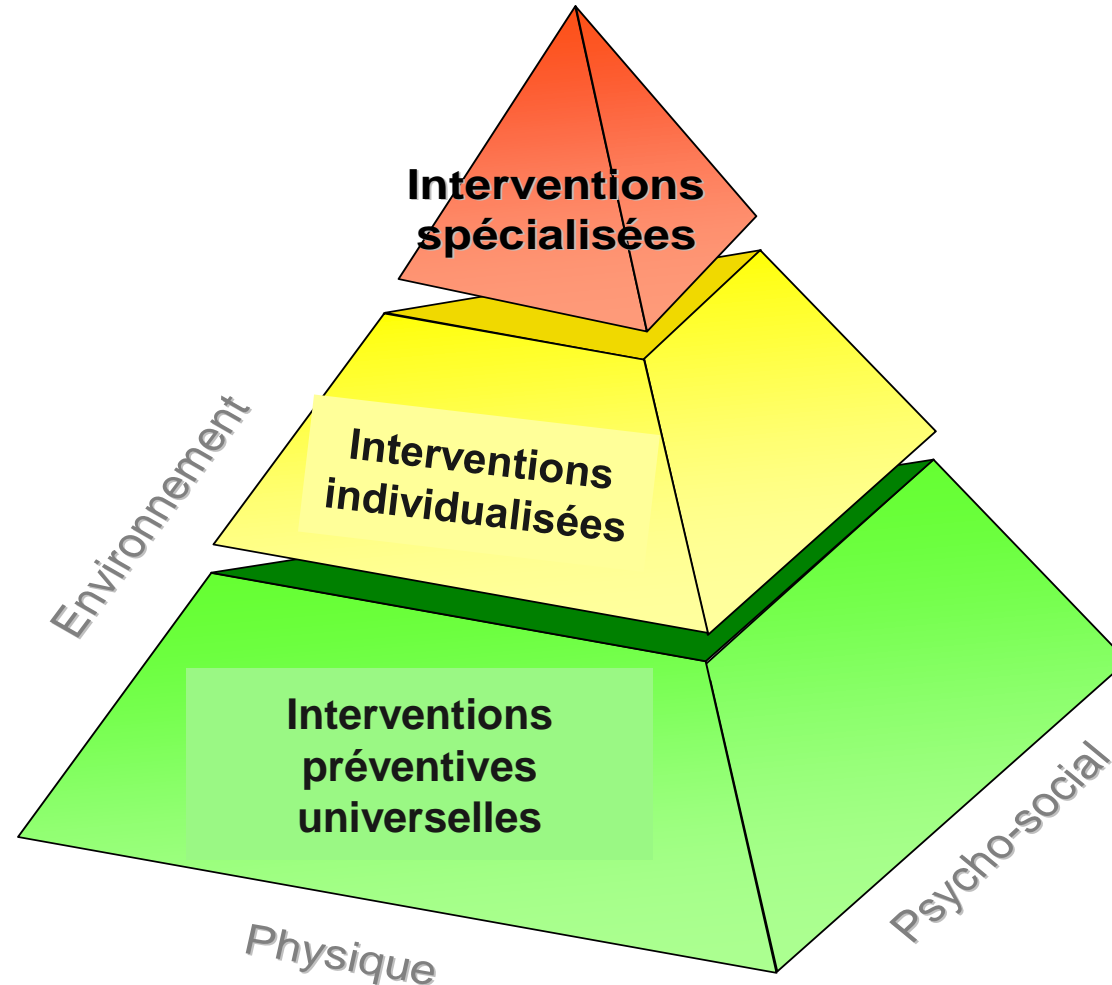 Interventions
spécialisées
Interventions
individualisées
Environnement
Interventions
préventives
universelles
Psycho-social
Physique